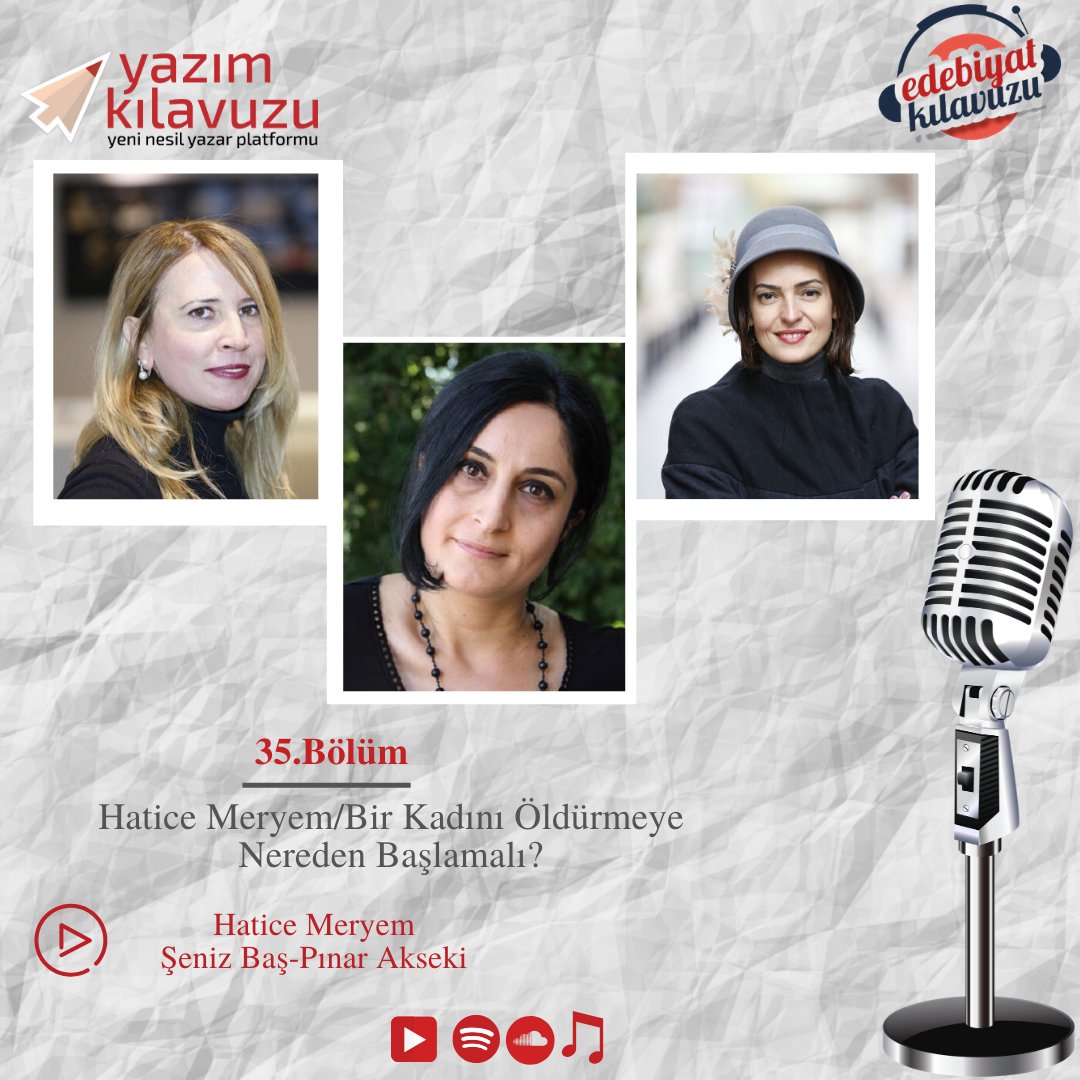 yazım
kılavuzu
yeni nesil yazar platformu
edebiyat
kılavuzu
35.Bölüm
Hatice Meryem/Bir Kadını Öldürmeye
Nereden Başlamalı?
Hatice Meryem
Şeniz Baş-Pınar Akseki